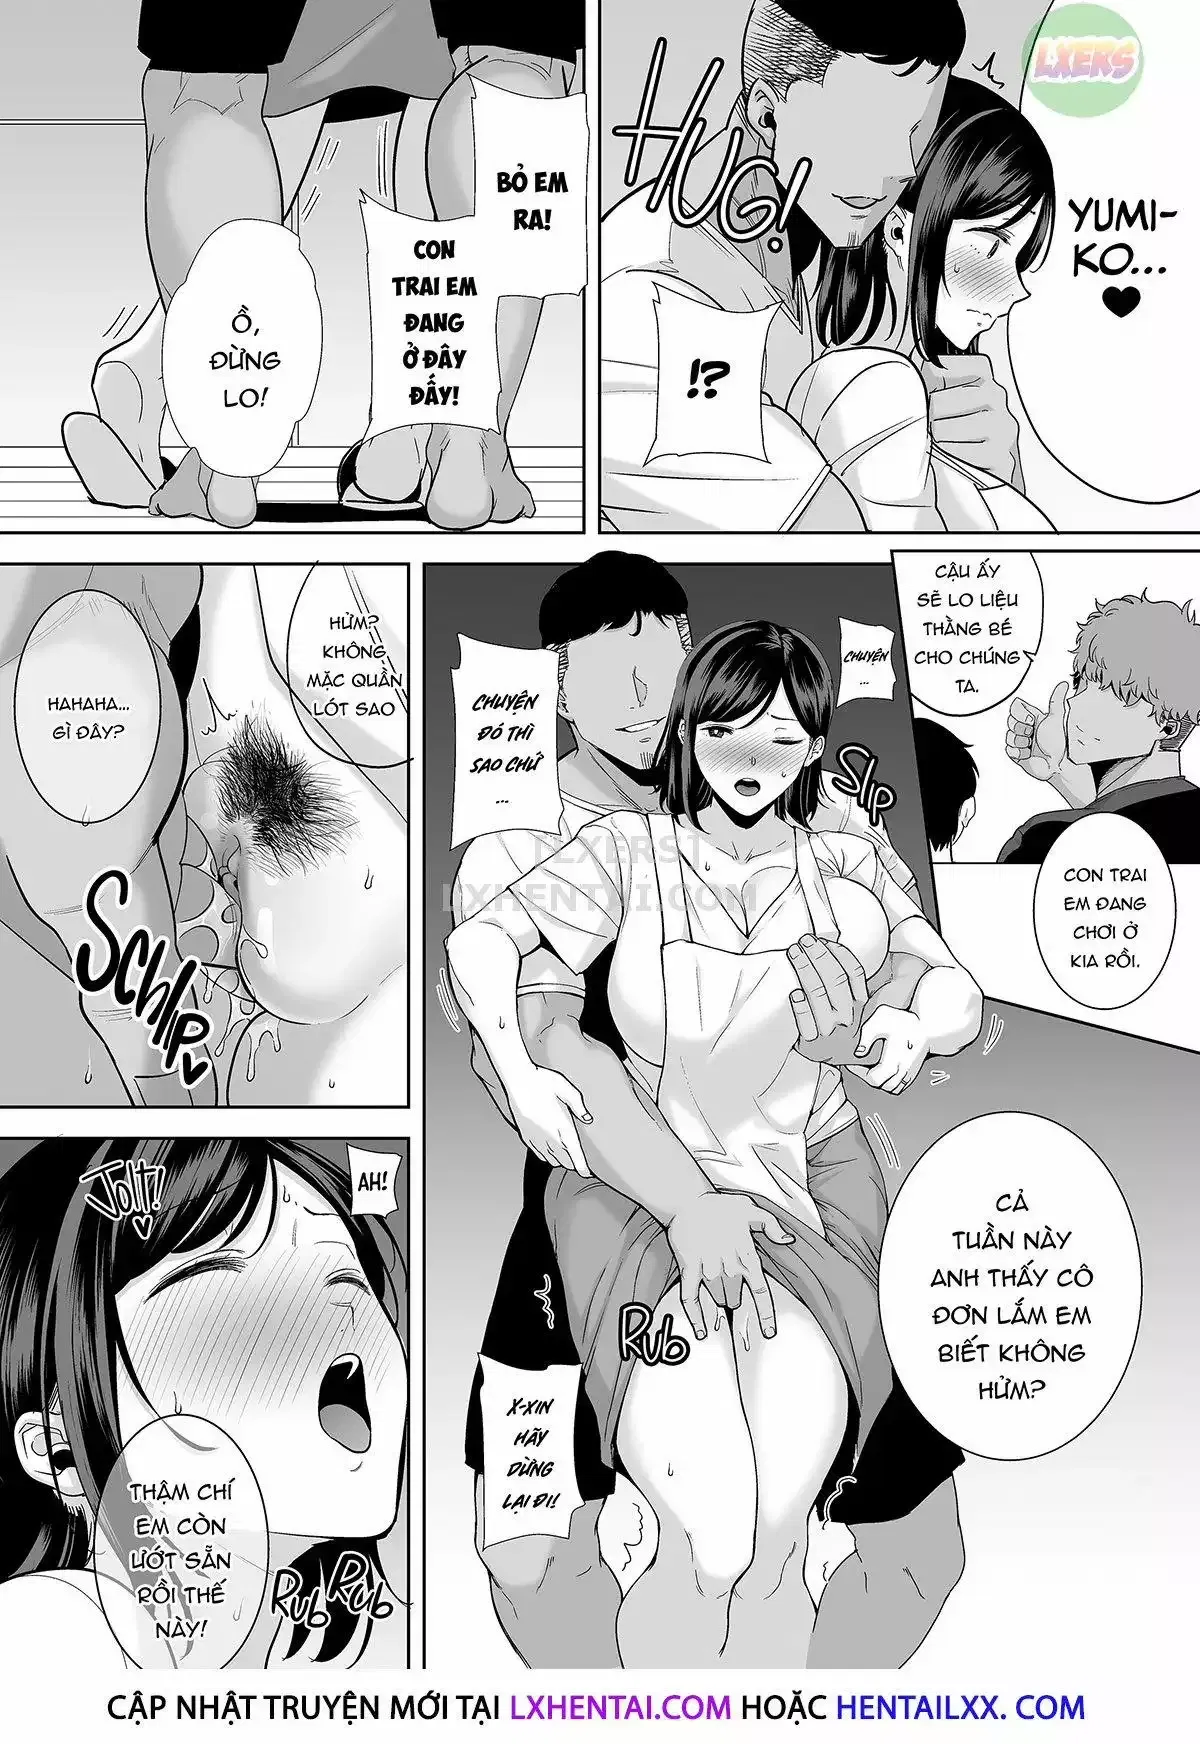 LXERS
YUMI-
KO...
HUG!
!?
BỎ EM
RA!
CON
TRAI EM
ĐANG
Ở ĐÂY
ĐẤY!
Ồ,
ĐỪNG
LO!
CẬU ẤY
SẼ LO LIỆU
THẰNG BÉ
CHO CHÚNG
TA.
CON TRAI
EM ĐANG
CHƠI Ở
KIA RỒI.
CHUYỆN
...
CHUYỆN
ĐÓ THÌ
SAO CHỨ
...
SLIP
[LXERS]
LXHENTAI.COM
CẢ
TUẦN NÀY
ANH THẤY CÔ
ĐƠN LẮM EM
BIẾT KHÔNG
HỬM?
RUB
X-XIN
HÃY
DỪNG
LẠI ĐI!
HỬM?
KHÔNG
MẶC QUẦN
LÓT SAO
HAHAHA...
GÌ ĐÂY?
SCHLIP
AH!
JOLT!
THẬM CHÍ
EM CÒN
ƯỚT SẴN
RỒI THẾ
NÀY!
RUB RUB
CẬP NHẬT TRUYỆN MỚI TẠI LXHENTAI.COM HOẶC HENTAILXX. COM